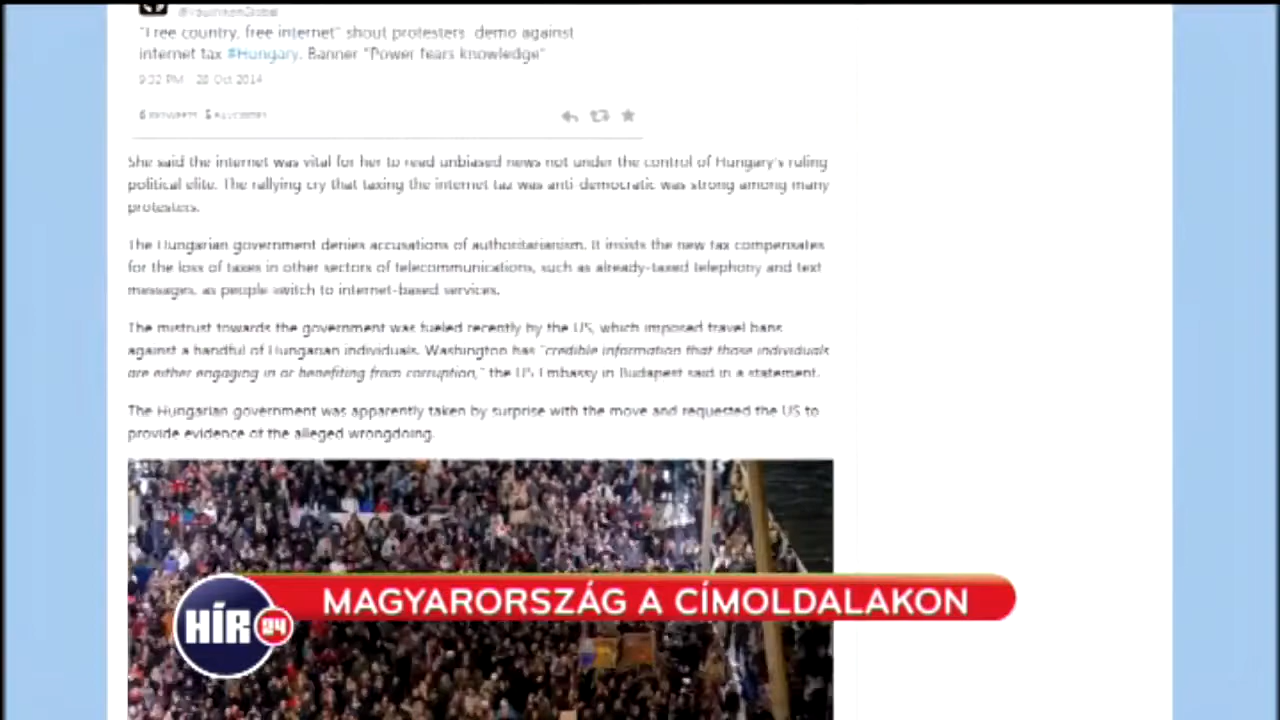 "Free country, free internet" shout protesters demo against
internet tax #Hungary. Banner "Power fears knowledge"
9:32 PM - 28 Oct 2014
She said the internet was vital for her to read unbiased news not under the control of Hungary's ruling
political elite. The rallying cry that taxing the internet tax was anti-democratic was strong among many
protesters.
The Hungarian government denies accusations of authoritarianism. It insists the new tax compensates
for the loss of taxes in other sectors of telecommunications, such as already-taxed telephony and text
messages, as people switch to internet-based services.
The mistrust towards the government was fueled recently by the US, which imposed travel bans
against a handful of Hungarian individuals. Washington has "credible information that those individuals
are either engaging in or benefiting from corruption," the US Embassy in Budapest said in a statement.
The Hungarian government was apparently taken by surprise with the move and requested the US to
provide evidence of the alleged wrongdoing.
MAGYARORSZÁG A CÍMOLDALAKON
HÍR 24